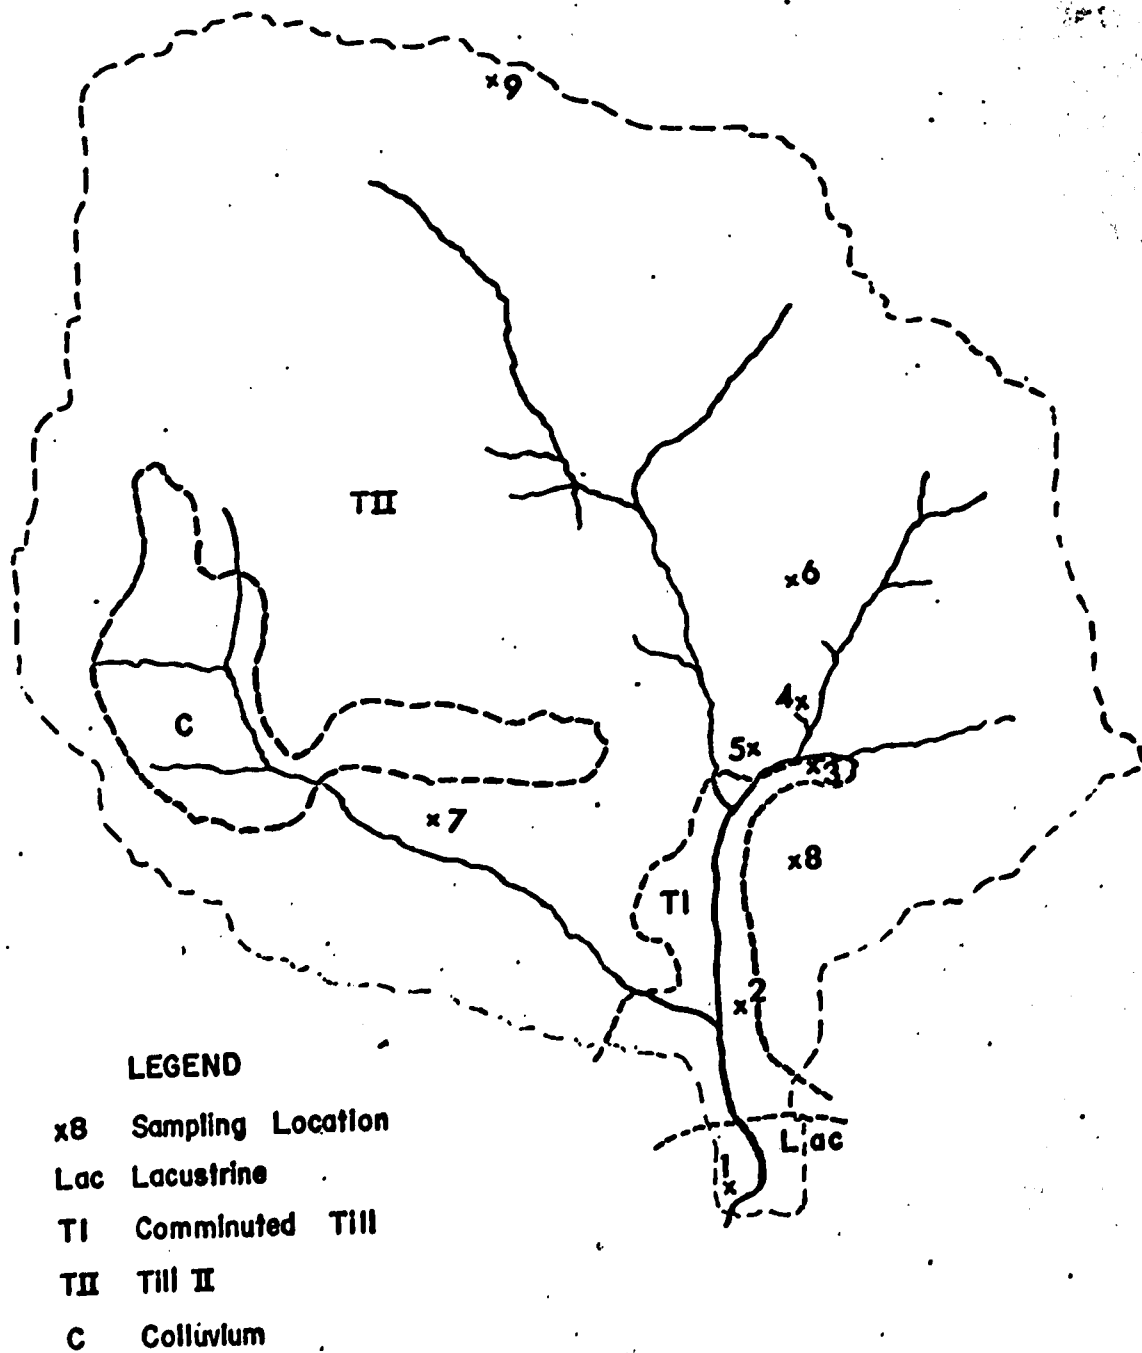 x9
TII
x6
4x
C
5x
x3
x7
x8
TI
x2
LEGEND
x8 Sampling Location
Lac
Lac Lacustrine
1
x
TI Comminuted Till
TII Till II
C Colluvium